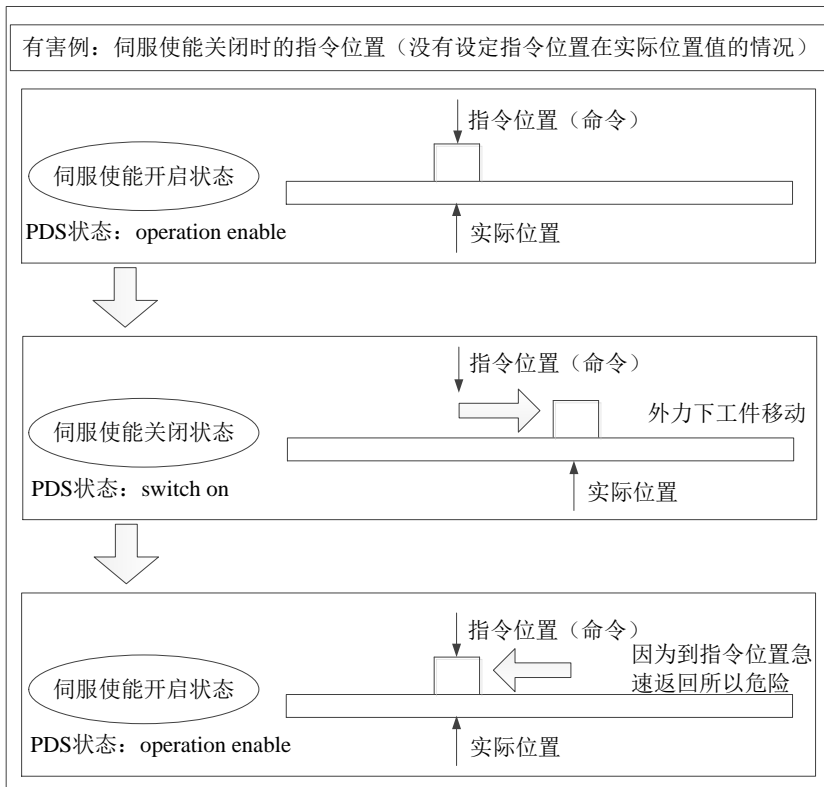 有害例：伺服使能关闭时的指令位置（没有设定指令位置在实际位置值的情况）
指令位置（命令）
伺服使能开启状态
PDS状态：operation enable
实际位置
指令位置（命令）
外力下工件移动
伺服使能关闭状态
PDS状态：switch on
实际位置
指令位置（命令）
因为到指令位置急
速返回所以危险
伺服使能开启状态
PDS状态：operation enable
实际位置